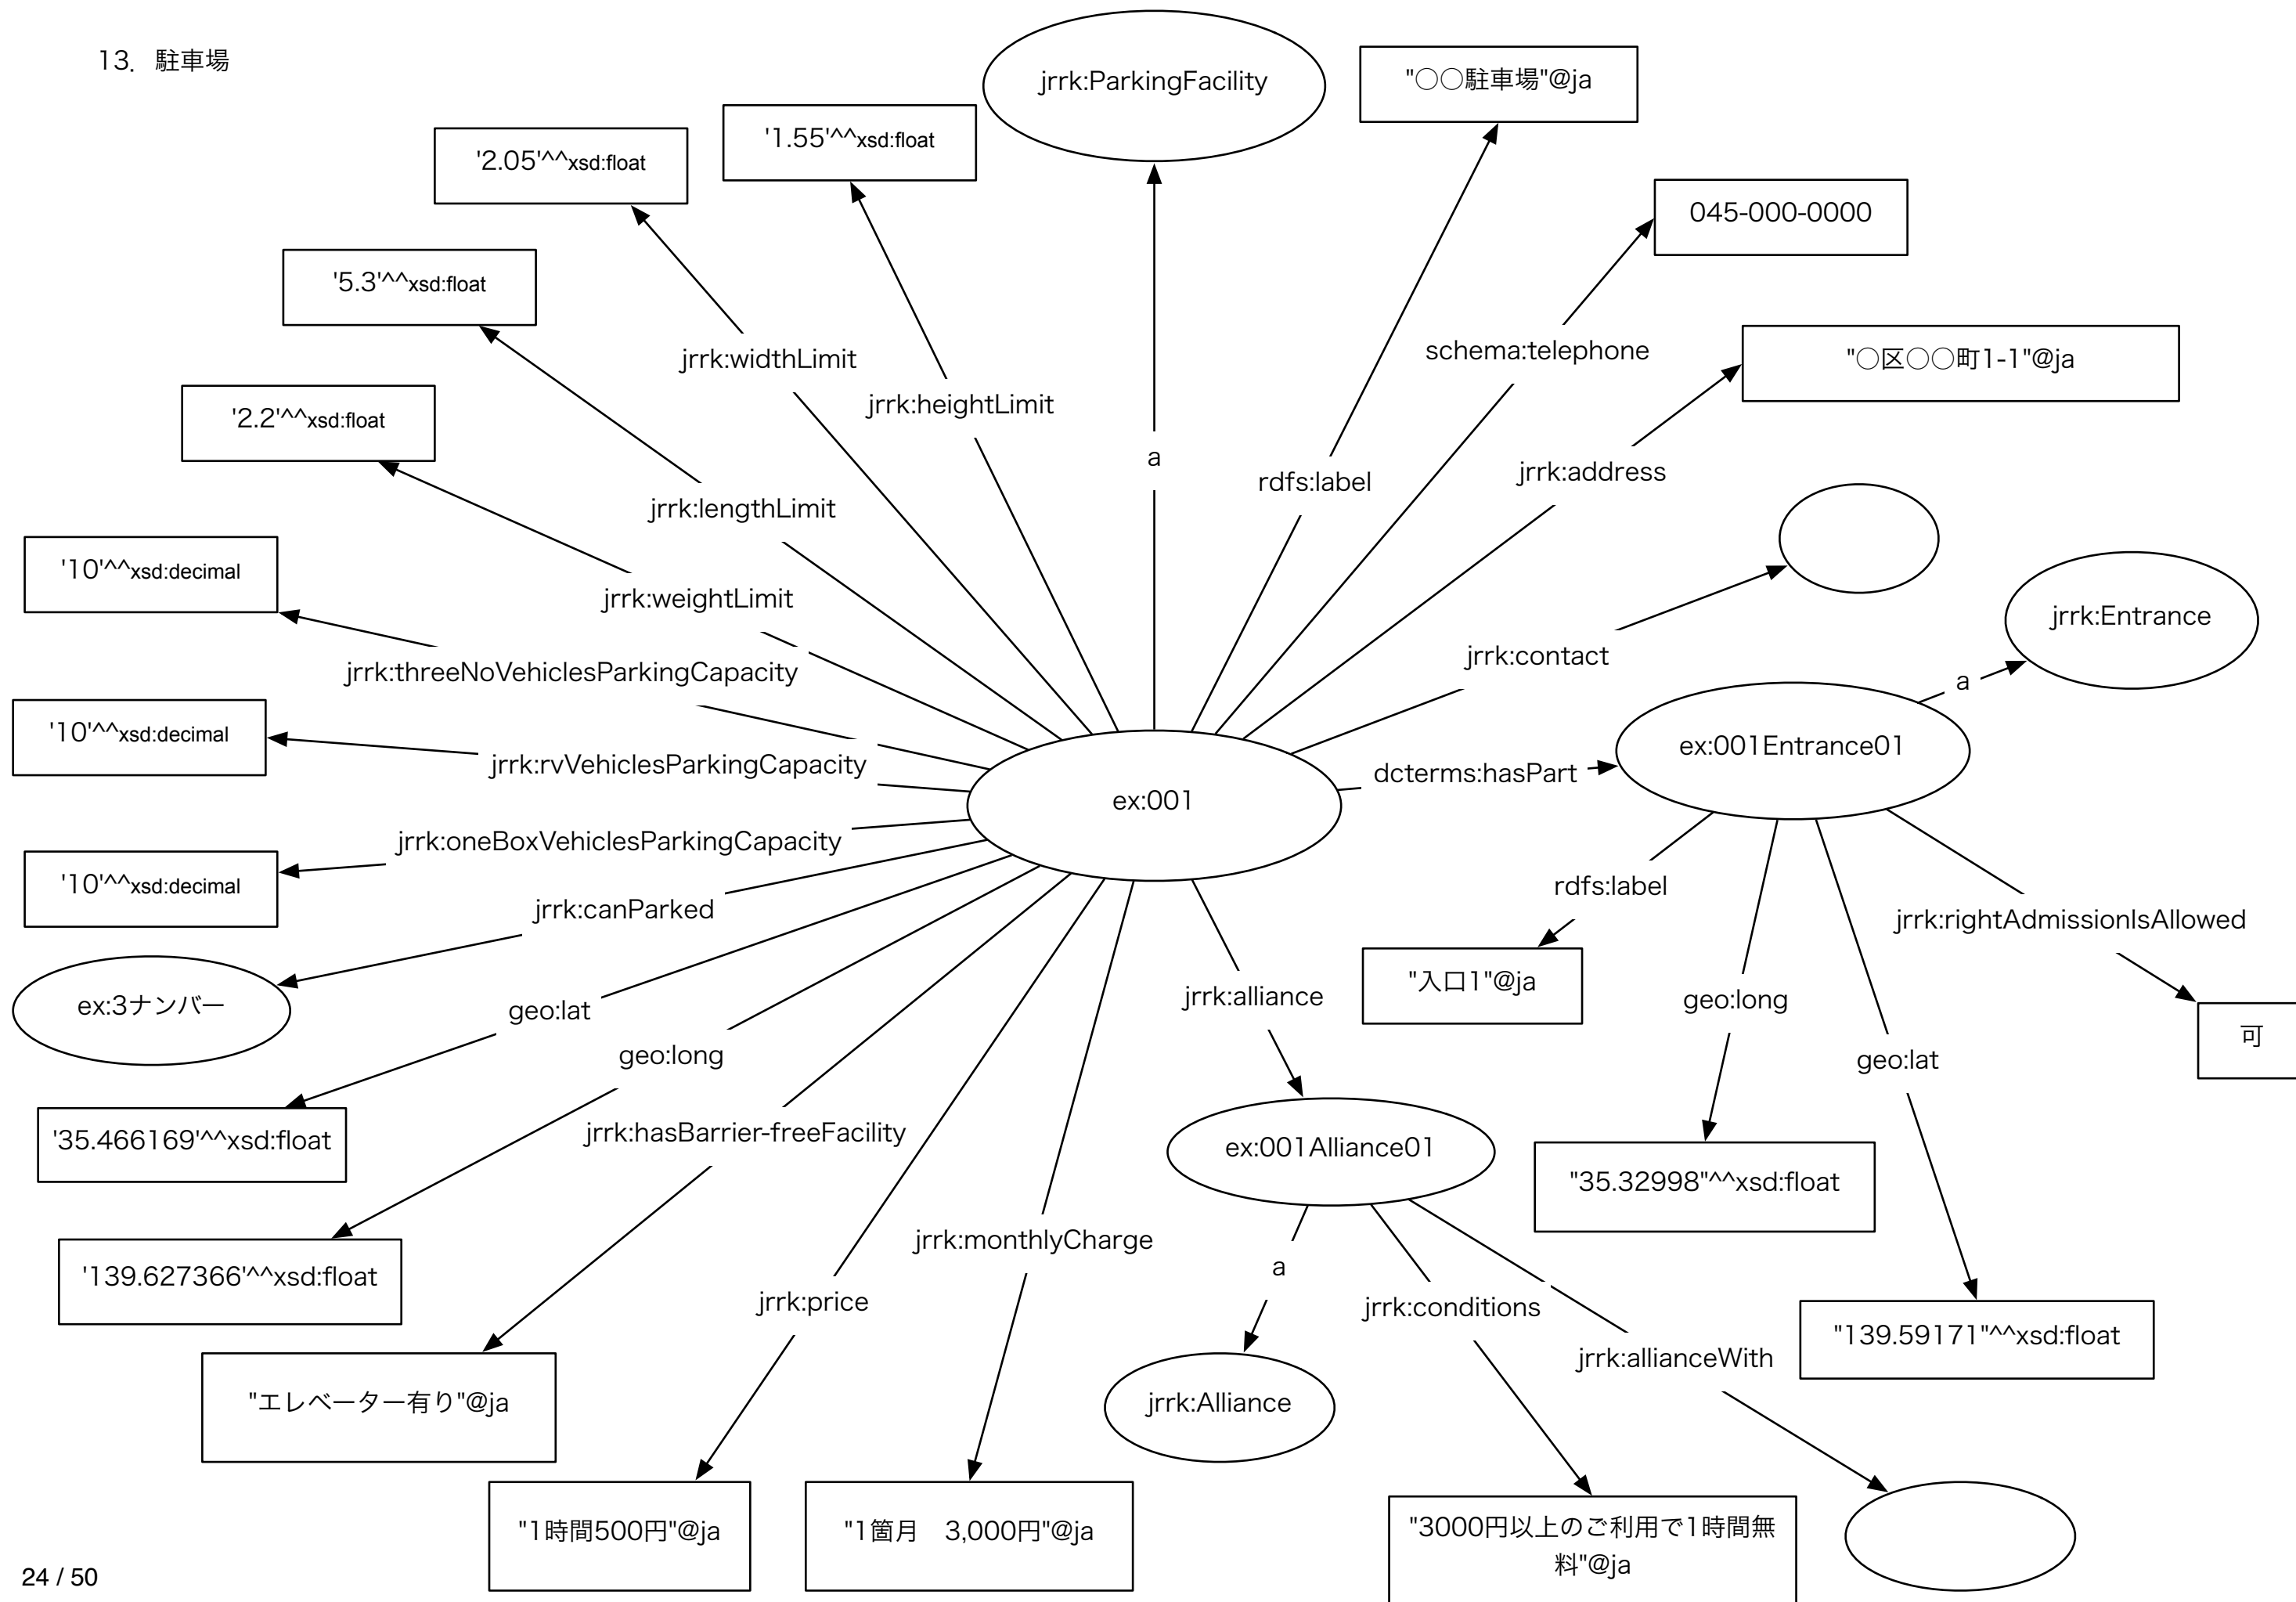 13. 駐車場
jrrk:ParkingFacility
"○○駐車場"@ja
'1.55'^^xsd:float
'2.05'^^xsd:float
045-000-0000
'5.3'^^xsd:float
"○区○○町1-1"@ja
'2.2'^^xsd:float
jrrk:widthLimit
jrrk:heightLimit
schema:telephone
a
rdfs:label
jrrk:address
jrrk:lengthLimit
'10'^^xsd:decimal
jrrk:weightLimit
jrrk:contact
jrrk:Entrance
a
jrrk:threeNoVehiclesParkingCapacity
'10'^^xsd:decimal
jrrk:rvVehiclesParkingCapacity
dcterms:hasPart
ex:001Entrance01
ex:001
jrrk:oneBoxVehiclesParkingCapacity
'10'^^xsd:decimal
jrrk:canParked
rdfs:label
jrrk:rightAdmissionIsAllowed
ex:3ナンバー
geo:lat
jrrk:alliance
"入口1"@ja
geo:long
可
geo:long
geo:lat
'35.466169'^^xsd:float
jrrk:hasBarrier-freeFacility
ex:001Alliance01
"35.32998"^^xsd:float
'139.627366'^^xsd:float
jrrk:monthlyCharge
a
jrrk:price
jrrk:conditions
jrrk:allianceWith
"139.59171"^^xsd:float
"エレベーター有り"@ja
jrrk:Alliance
"1時間500円"@ja
"1箇月　3,000円"@ja
"3000円以上のご利用で1時間無
料"@ja
24 / 50